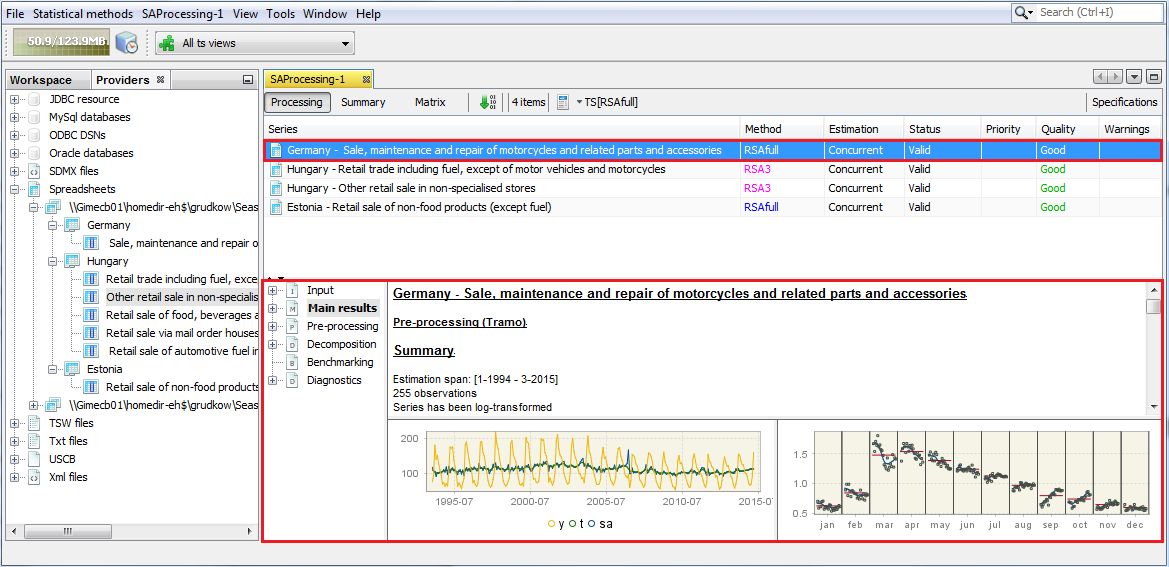 File Statistical methods SAProcessing-1 View Tools Window Help Search (Ctrl+I)
50.9/123.9MB All ts views
Workspace Providers
JDBC resource
MySql databases
ODBC DSNs
Oracle databases
SDMX files
Spreadsheets
\\Gimecb01\homedir-eh$\grudkow\Seas
Germany
Sale, maintenance and repair o
Hungary
Retail trade including fuel, exce
Other retail sale in non-specialis
Retail sale of food, beverages a
Retail sale via mail order houses
Retail sale of automotive fuel in
Estonia
Retail sale of non-food products
\\Gimecb01\homedir-eh$\grudkow\Seas
TSW files
Txt files
USCB
Xml files
SAProcessing-1
Processing Summary Matrix 4 items TS[RSAfull] Specifications
Series Method Estimation Status Priority Quality Warnings
Germany - Sale, maintenance and repair of motorcycles and related parts and accessories RSAfull Concurrent Valid Good
Hungary - Retail trade including fuel, except of motor vehicles and motorcycles RSA3 Concurrent Valid Good
Hungary - Other retail sale in non-specialised stores RSA3 Concurrent Valid Good
Estonia - Retail sale of non-food products (except fuel) RSAfull Concurrent Valid Good
Input
Main results
Pre-processing
Decomposition
Benchmarking
Diagnostics
Germany - Sale, maintenance and repair of motorcycles and related parts and accessories
Pre-processing (Tramo)
Summary
Estimation span: [1-1994 - 3-2015]
255 observations
Series has been log-transformed
200
100
1995-07 2000-07 2005-07 2010-07 2015-0
y t sa
1.5
1.0
0.5
jan feb mar apr may jun jul aug sep oct nov dec